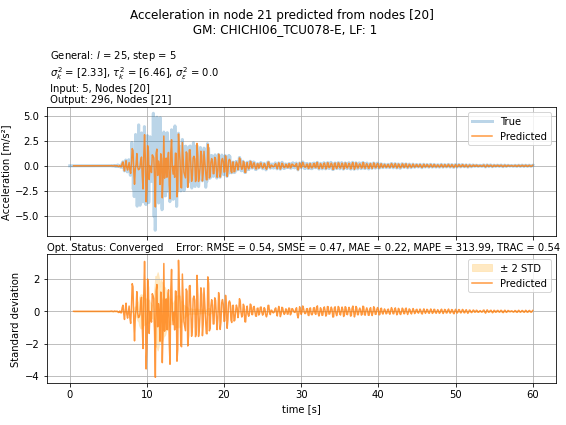 Acceleration in node 21 predicted from nodes [20]
GM: CHICHI06_TCU078-E, LF: 1
General: l = 25, step = 5
σ²ₖ = [2.33], τ²ₖ = [6.46], σ²ε = 0.0
Input: 5, Nodes [20]
Output: 296, Nodes [21]
Acceleration [m/s²]
5.0
2.5
0.0
−2.5
−5.0
True
Predicted
Opt. Status: Converged Error: RMSE = 0.54, SMSE = 0.47, MAE = 0.22, MAPE = 313.99, TRAC = 0.54
Standard deviation
2
0
−2
−4
± 2 STD
Predicted
0 10 20 30 40 50 60
time [s]